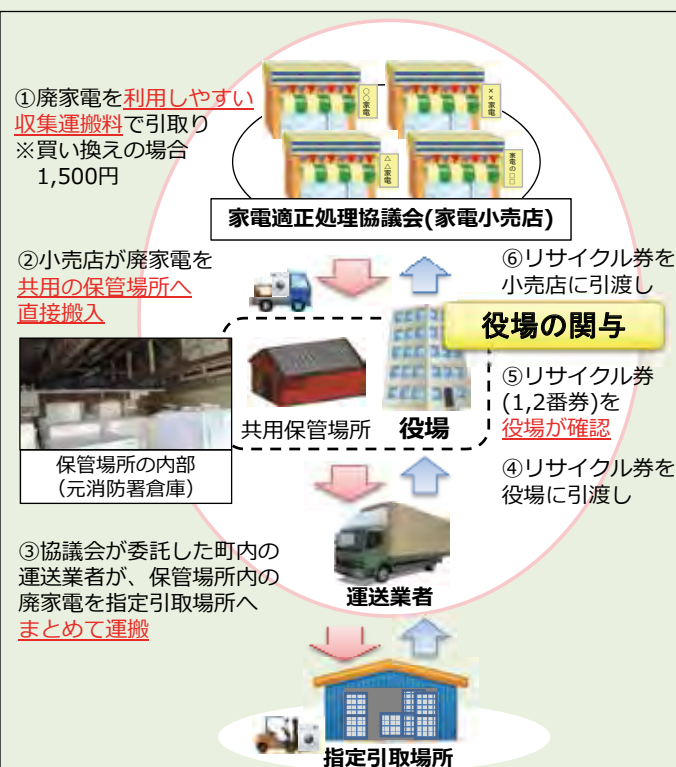 ①廃家電を利用しやすい
収集運搬料で引取り
※買い換えの場合
1,500円
○○家電
××家電
△△家電
家電の□□
家電適正処理協議会(家電小売店)
②小売店が廃家電を
共用の保管場所へ
直接搬入
⑥リサイクル券を
小売店に引渡し
役場の関与
共用保管場所
役場
⑤リサイクル券
(1,2番券)を
役場が確認
保管場所の内部
(元消防署倉庫)
④リサイクル券を
役場に引渡し
③協議会が委託した町内の
運送業者が、保管場所内の
廃家電を指定引取場所へ
まとめて運搬
運送業者
指定引取場所